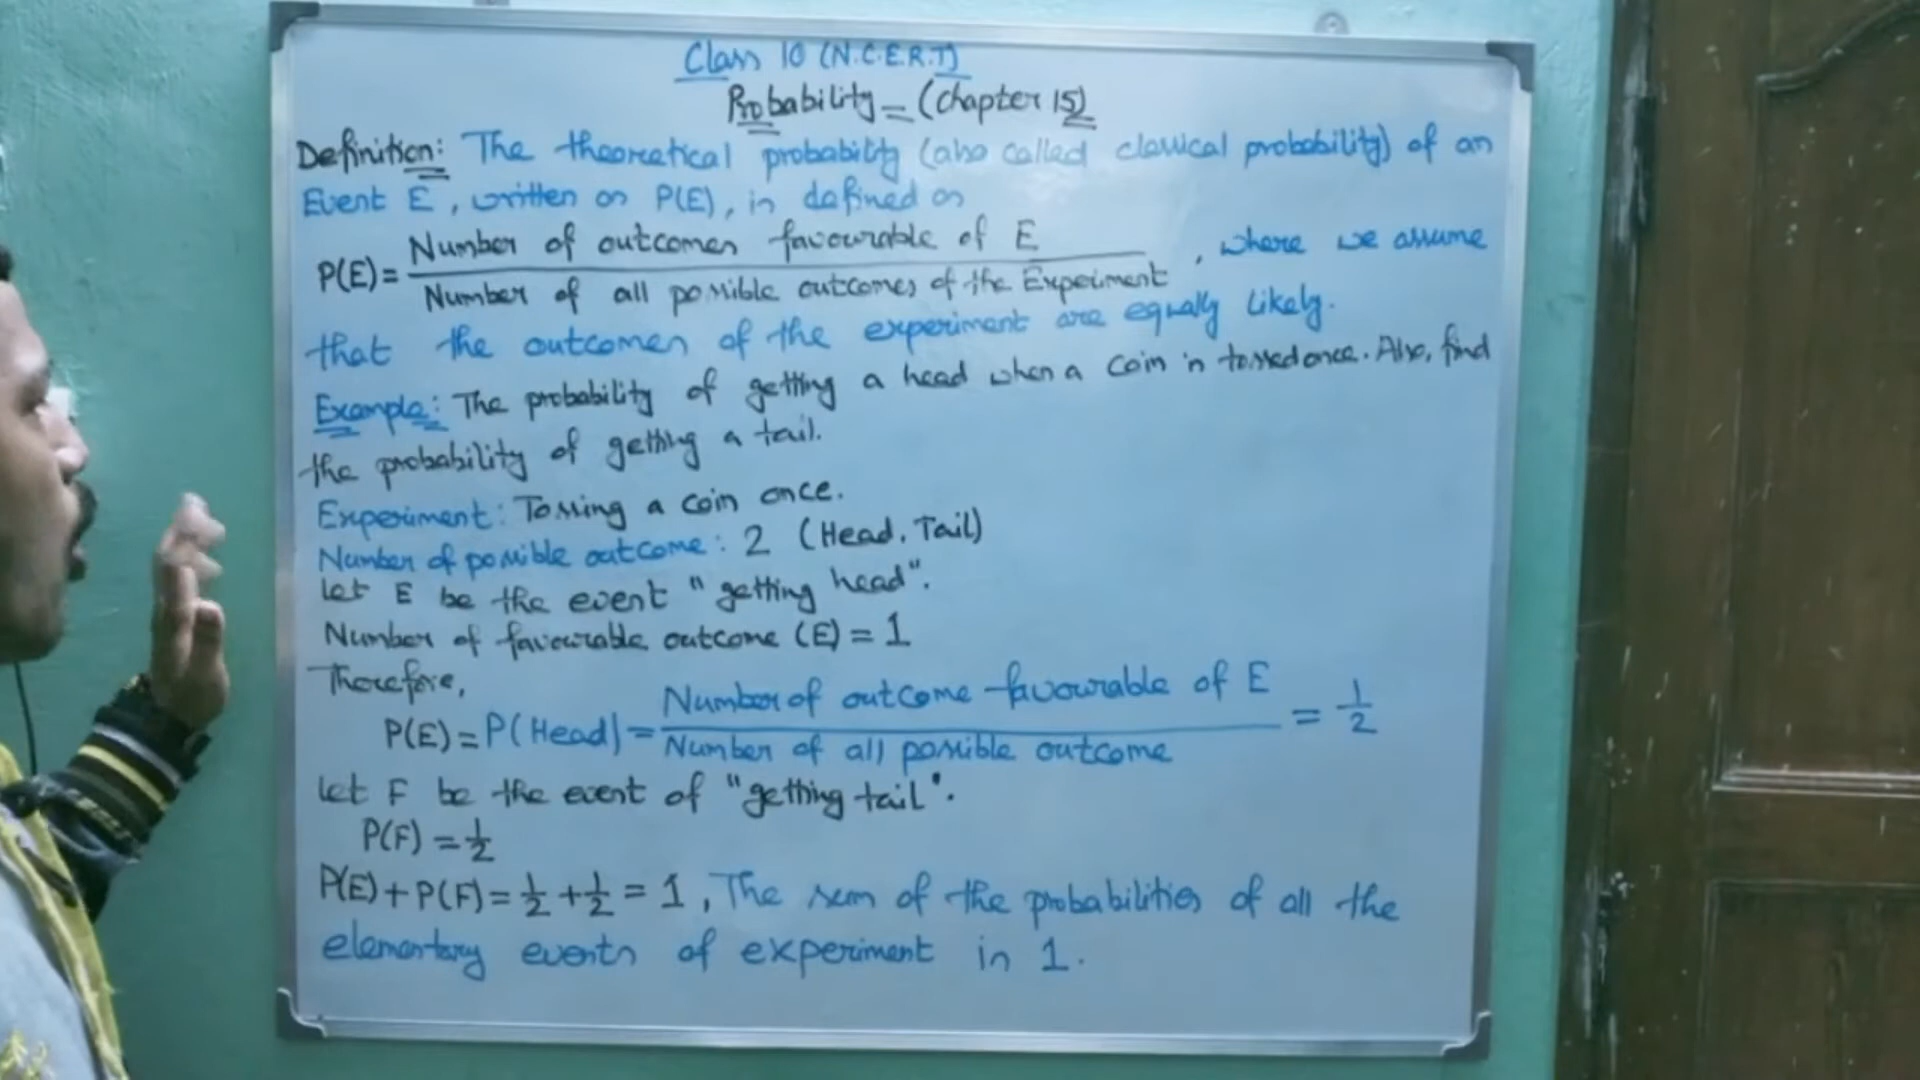 Class 10 (N.C.E.R.T)
Probability = (Chapter 15)
Definition: The theoretical probability (also called classical probability) of an
Event E, written as P(E), is defined as
P(E) = Number of outcomes favourable of E / Number of all possible outcomes of the Experiment, where we assume
that the outcomes of the experiment are equally likely.
Example: The probability of getting a head when a coin is tossed once. Also, find
the probability of getting a tail.
Experiment: Tossing a coin once.
Number of possible outcome: 2 (Head, Tail)
Let E be the event "getting head".
Number of favourable outcome (E) = 1
Therefore,
P(E) = P(Head) = Number of outcome favourable of E / Number of all possible outcome = 1/2
Let F be the event of "getting tail".
P(F) = 1/2
P(E) + P(F) = 1/2 + 1/2 = 1, The sum of the probabilities of all the
elementary events of experiment is 1.